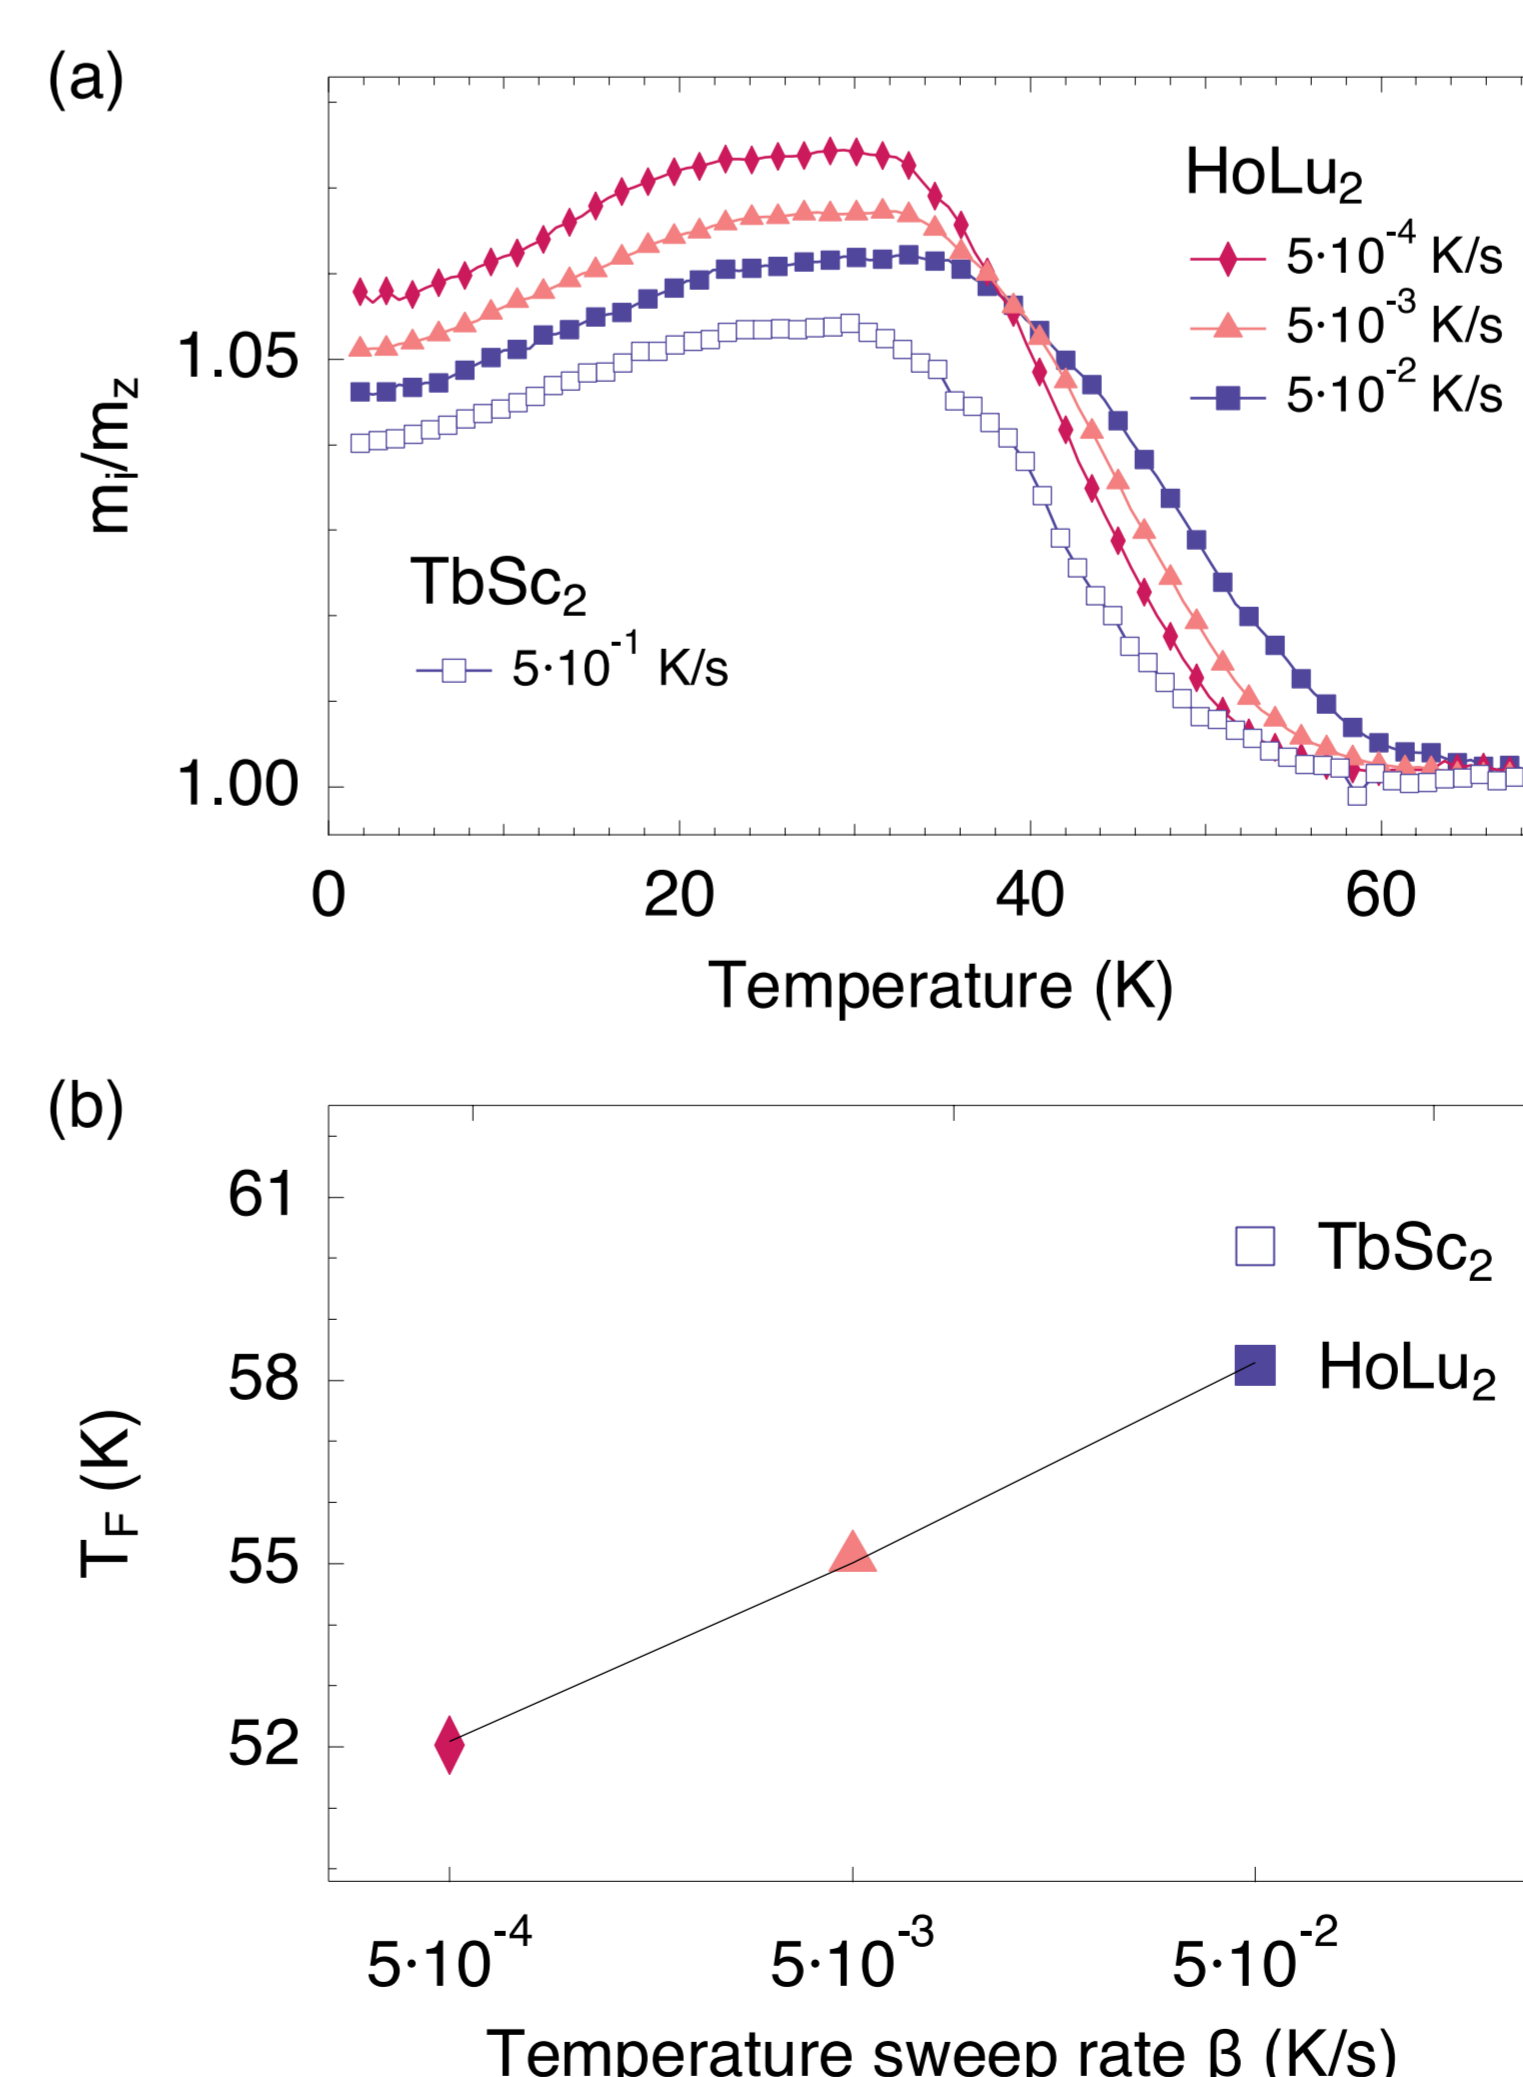 (a)
HoLu₂
5·10⁻⁴ K/s
5·10⁻³ K/s
5·10⁻² K/s
1.05
mᵢ/m_z
TbSc₂
5·10⁻¹ K/s
1.00
0 20 40 60
Temperature (K)
(b)
61
TbSc₂
58
HoLu₂
T_F (K)
55
52
5·10⁻⁴ 5·10⁻³ 5·10⁻²
Temperature sweep rate β (K/s)